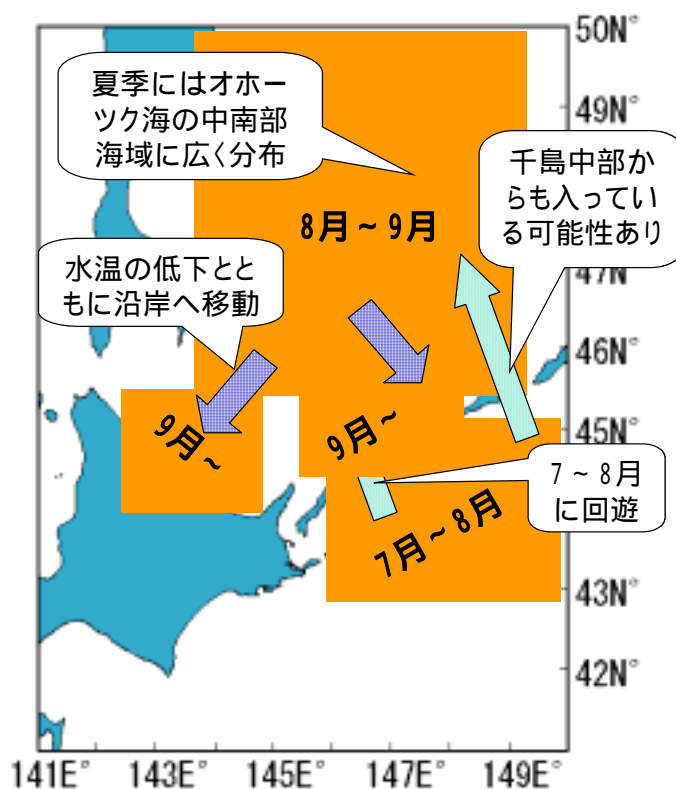 50N°
49N°
夏季にはオホー
ツク海の中南部
海域に広く分布
千島中部か
らも入ってい
る可能性あり
8月～9月
47N°
水温の低下とと
もに沿岸へ移動
46N°
45N°
9月～
9月～
7～8月
に回遊
7月～8月
43N°
42N°
141E°
143E°
145E°
147E°
149E°